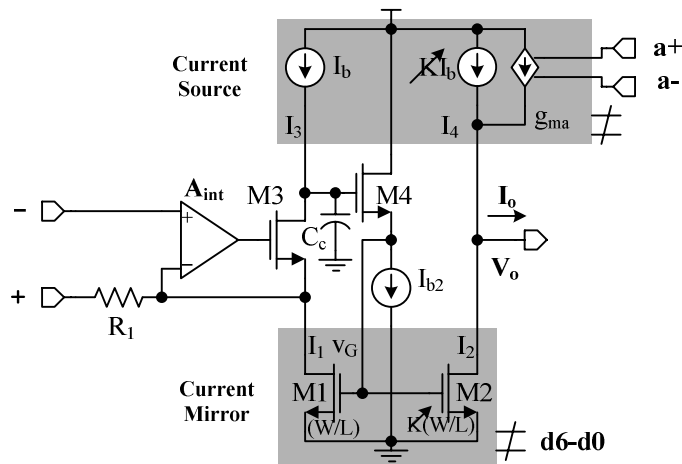 Current
Source
I_b
KI_b
a+
a-
g_ma
I_3
I_4
A_int
M3
M4
-
+
+
-
C_c
I_o
V_o
I_b2
R_1
I_1
v_G
I_2
Current
Mirror
M1
M2
(W/L)
K(W/L)
d6-d0